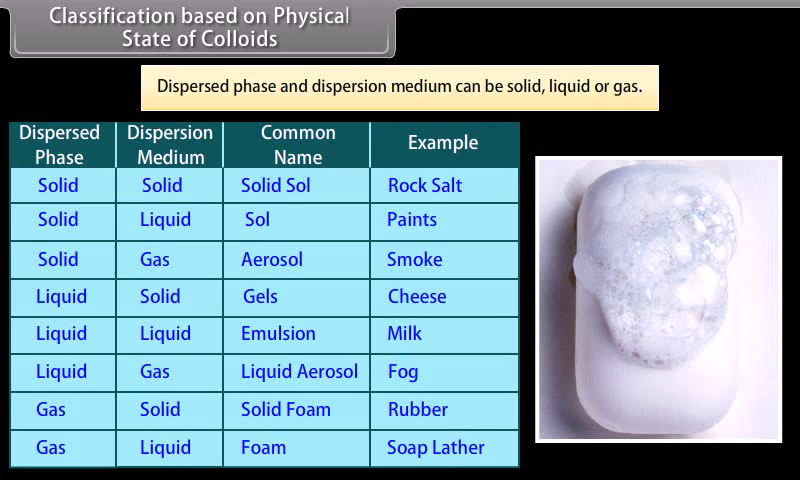 Classification based on Physical
State of Colloids
Dispersed phase and dispersion medium can be solid, liquid or gas.
Dispersed Phase Dispersion Medium Common Name Example
Solid Solid Solid Sol Rock Salt
Solid Liquid Sol Paints
Solid Gas Aerosol Smoke
Liquid Solid Gels Cheese
Liquid Liquid Emulsion Milk
Liquid Gas Liquid Aerosol Fog
Gas Solid Solid Foam Rubber
Gas Liquid Foam Soap Lather